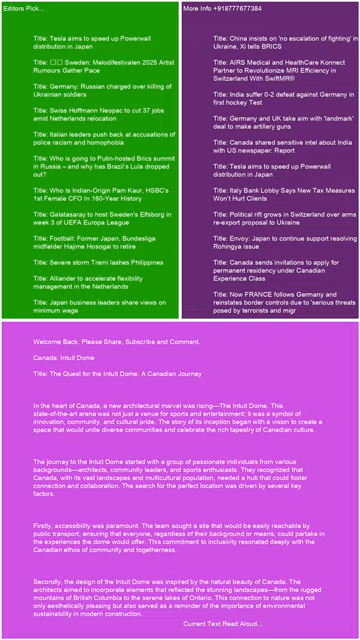 Editors Pick...
Title: Tesla aims to speed up Powerwall
distribution in Japan
Title: Sweden: Melodifestivalen 2025 Artist
Rumours Gather Pace
Title: Germany: Russian charged over killing of
Ukrainian soldiers
Title: Swiss Hoffmann Neopac to cut 37 jobs
amid Netherlands relocation
Title: Italian leaders push back at accusations of
police racism and homophobia
Title: Who is going to Putin-hosted Brics summit
in Russia – and why has Brazil's Lula dropped
out?
Title: Who Is Indian-Origin Pam Kaur, HSBC's
1st Female CFO In 160-Year History
Title: Galatasaray to host Sweden's Elfsborg in
week 3 of UEFA Europa League
Title: Football: Former Japan, Bundesliga
midfielder Hajime Hosogai to retire
Title: Severe storm Trami lashes Philippines
Title: Alliander to accelerate flexibility
management in the Netherlands
Title: Japan business leaders share views on
minimum wage
More Info +918777677384
Title: China insists on 'no escalation of fighting' in
Ukraine, Xi tells BRICS
Title: AIRS Medical and HealthCare Konnect
Partner to Revolutionize MRI Efficiency in
Switzerland With SwiftMR®
Title: India suffer 0-2 defeat against Germany in
first hockey Test
Title: Germany and UK take aim with 'landmark'
deal to make artillery guns
Title: Canada shared sensitive intel about India
with US newspaper: Report
Title: Tesla aims to speed up Powerwall
distribution in Japan
Title: Italy Bank Lobby Says New Tax Measures
Won't Hurt Clients
Title: Political rift grows in Switzerland over arms
re-export proposal to Ukraine
Title: Envoy: Japan to continue support resolving
Rohingya issue
Title: Canada sends invitations to apply for
permanent residency under Canadian
Experience Class
Title: Now FRANCE follows Germany and
reinstates border controls due to 'serious threats
posed by terrorists and migr
Welcome Back. Please Share, Subscribe and Comment.
Canada: Intuit Dome
Title: The Quest for the Intuit Dome: A Canadian Journey
In the heart of Canada, a new architectural marvel was rising—The Intuit Dome. This
state-of-the-art arena was not just a venue for sports and entertainment; it was a symbol of
innovation, community, and cultural pride. The story of its inception began with a vision to create a
space that would unite diverse communities and celebrate the rich tapestry of Canadian culture.
The journey to the Intuit Dome started with a group of passionate individuals from various
backgrounds—architects, community leaders, and sports enthusiasts. They recognized that
Canada, with its vast landscapes and multicultural population, needed a hub that could foster
connection and collaboration. The search for the perfect location was driven by several key
factors.
Firstly, accessibility was paramount. The team sought a site that would be easily reachable by
public transport, ensuring that everyone, regardless of their background or means, could partake in
the experiences the dome would offer. This commitment to inclusivity resonated deeply with the
Canadian ethos of community and togetherness.
Secondly, the design of the Intuit Dome was inspired by the natural beauty of Canada. The
architects aimed to incorporate elements that reflected the stunning landscapes—from the rugged
mountains of British Columbia to the serene lakes of Ontario. This connection to nature was not
only aesthetically pleasing but also served as a reminder of the importance of environmental
sustainability in modern construction.
Current Text Read Aloud...